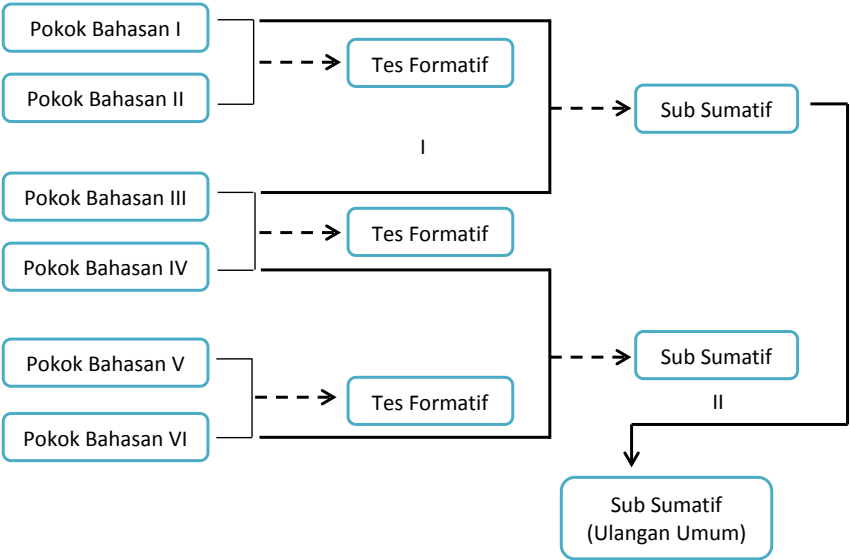 Pokok Bahasan I
Tes Formatif
Pokok Bahasan II
Sub Sumatif
I
Pokok Bahasan III
Tes Formatif
Pokok Bahasan IV
Pokok Bahasan V
Sub Sumatif
Tes Formatif
II
Pokok Bahasan VI
Sub Sumatif
(Ulangan Umum)